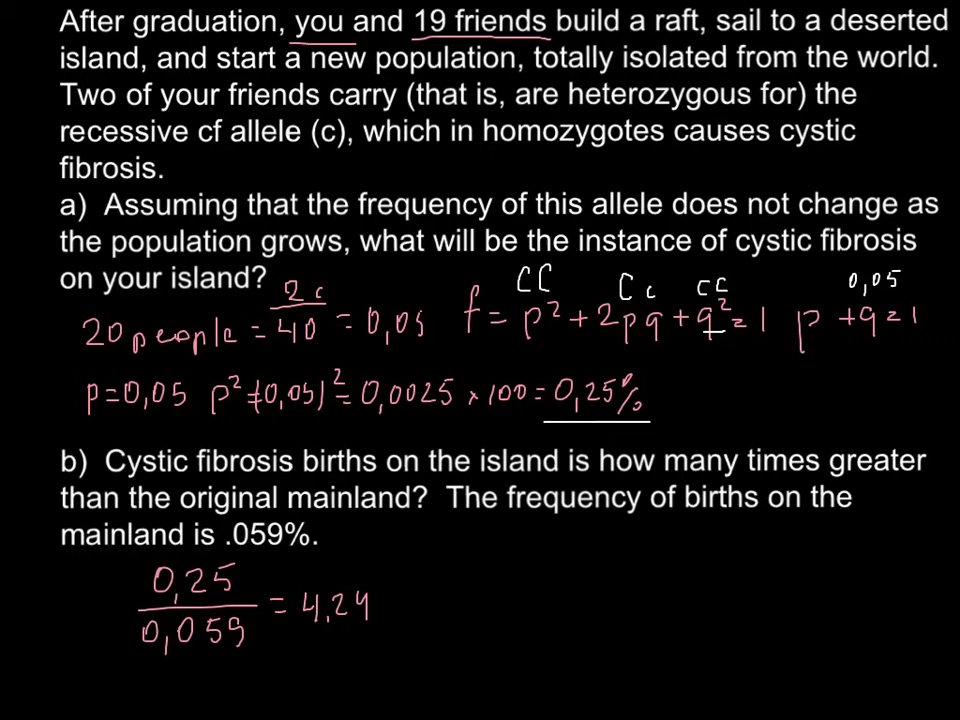 After graduation, you and 19 friends build a raft, sail to a deserted
island, and start a new population, totally isolated from the world.
Two of your friends carry (that is, are heterozygous for) the
recessive cf allele (c), which in homozygotes causes cystic
fibrosis.
a) Assuming that the frequency of this allele does not change as
the population grows, what will be the instance of cystic fibrosis
on your island?
CC Cc cc 0,05
20 people = 2c/40 = 0,05 f = p² + 2pq + q² = 1 p + q = 1
p = 0,05 p² = (0,05)² = 0,0025 × 100 = 0,25%
b) Cystic fibrosis births on the island is how many times greater
than the original mainland? The frequency of births on the
mainland is .059%.
0,25/0,059 = 4.24